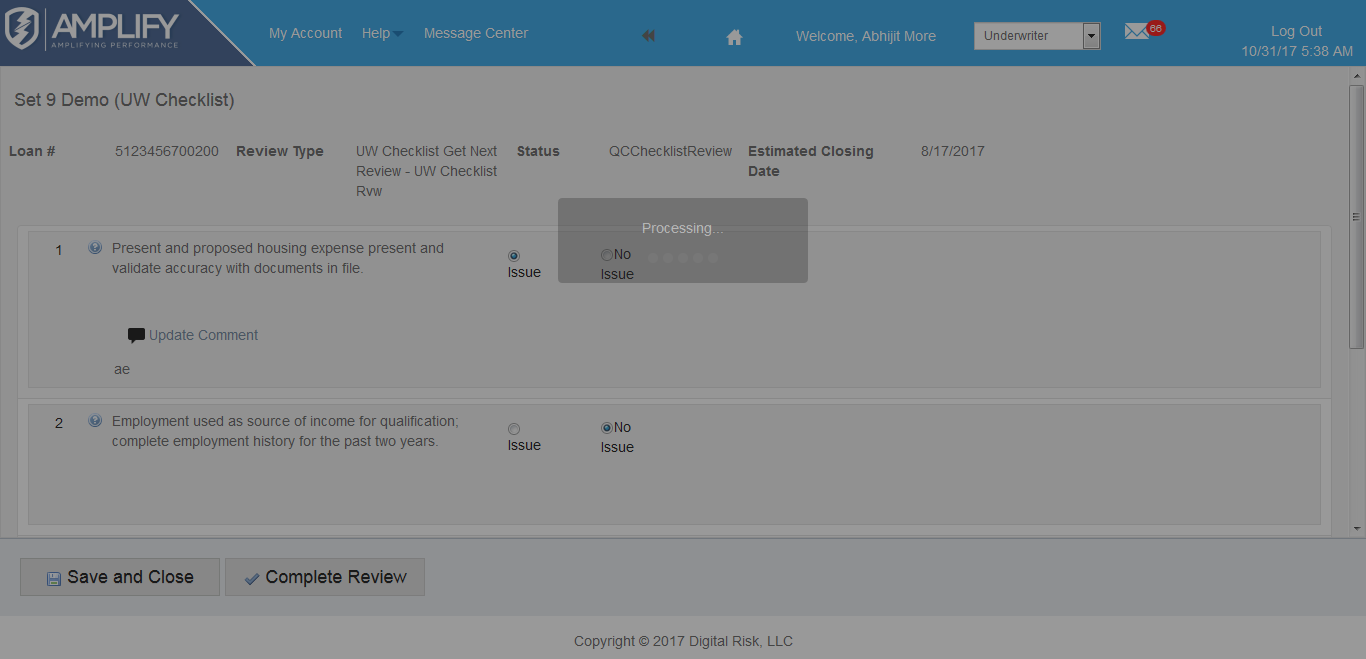 AMPLIFY
AMPLIFYING PERFORMANCE
My Account Help Message Center Welcome, Abhijit More Underwriter 66 Log Out
10/31/17 5:38 AM
Set 9 Demo (UW Checklist)
Loan # 5123456700200 Review Type UW Checklist Get Next Status QCChecklistReview Estimated Closing 8/17/2017
Review - UW Checklist Date
Rvw
Processing...
1 ? Present and proposed housing expense present and No
validate accuracy with documents in file. Issue Issue
Update Comment
ae
2 ? Employment used as source of income for qualification; No
complete employment history for the past two years. Issue Issue
Save and Close Complete Review
Copyright © 2017 Digital Risk, LLC